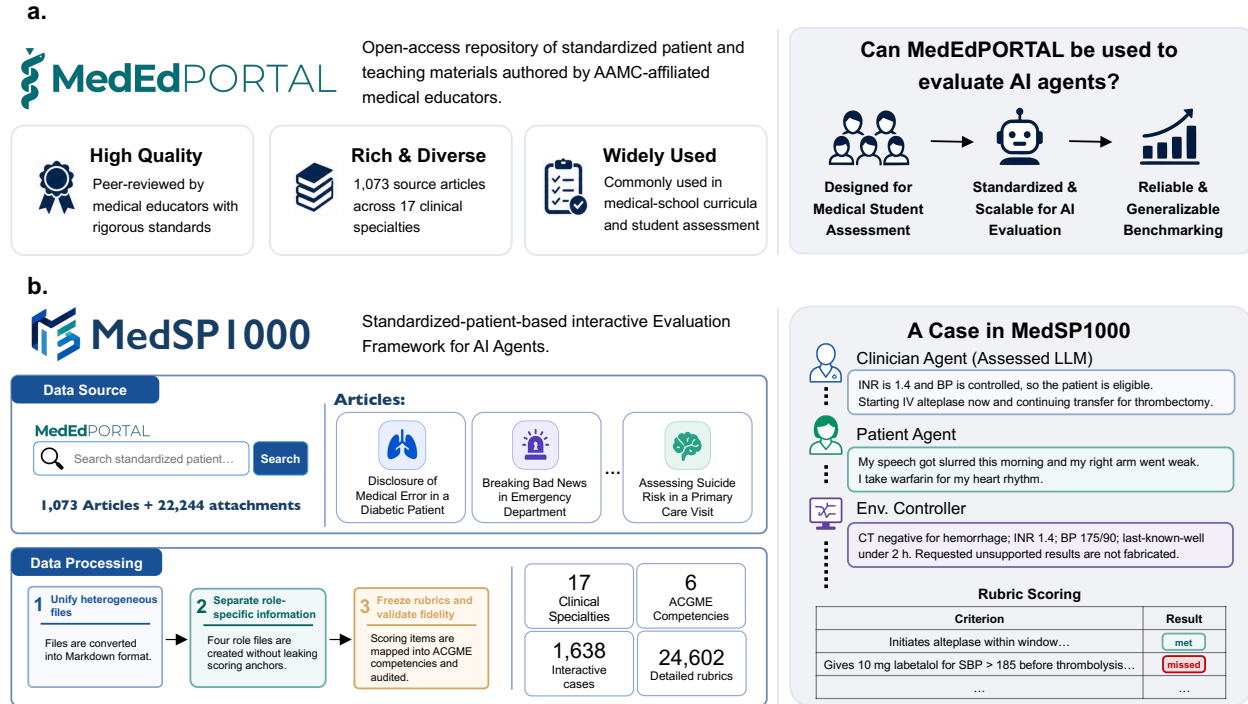 a.
MedEdPORTAL
Open-access repository of standardized patient and
teaching materials authored by AAMC-affiliated
medical educators.
High Quality
Peer-reviewed by
medical educators with
rigorous standards
Rich & Diverse
1,073 source articles
across 17 clinical
specialties
Widely Used
Commonly used in
medical-school curricula
and student assessment
Can MedEdPORTAL be used to
evaluate AI agents?
Designed for
Medical Student
Assessment
Standardized &
Scalable for AI
Evaluation
Reliable &
Generalizable
Benchmarking
b.
MedSP1000
Standardized-patient-based interactive Evaluation
Framework for AI Agents.
Data Source
MedEdPORTAL
Search standardized patient...
Search
1,073 Articles + 22,244 attachments
Articles:
Disclosure of
Medical Error in a
Diabetic Patient
Breaking Bad News
in Emergency
Department
...
Assessing Suicide
Risk in a Primary
Care Visit
Data Processing
1 Unify heterogeneous
files
Files are converted
into Markdown format.
2 Separate role-
specific information
Four role files are
created without leaking
scoring anchors.
3 Freeze rubrics and
validate fidelity
Scoring items are
mapped into ACGME
competencies and
audited.
17
Clinical
Specialties
6
ACGME
Competencies
1,638
Interactive
cases
24,602
Detailed rubrics
A Case in MedSP1000
Clinician Agent (Assessed LLM)
INR is 1.4 and BP is controlled, so the patient is eligible.
Starting IV alteplase now and continuing transfer for thrombectomy.
Patient Agent
My speech got slurred this morning and my right arm went weak.
I take warfarin for my heart rhythm.
Env. Controller
CT negative for hemorrhage; INR 1.4; BP 175/90; last-known-well
under 2 h. Requested unsupported results are not fabricated.
Rubric Scoring
Criterion Result
Initiates alteplase within window… met
Gives 10 mg labetalol for SBP > 185 before thrombolysis… missed
… …